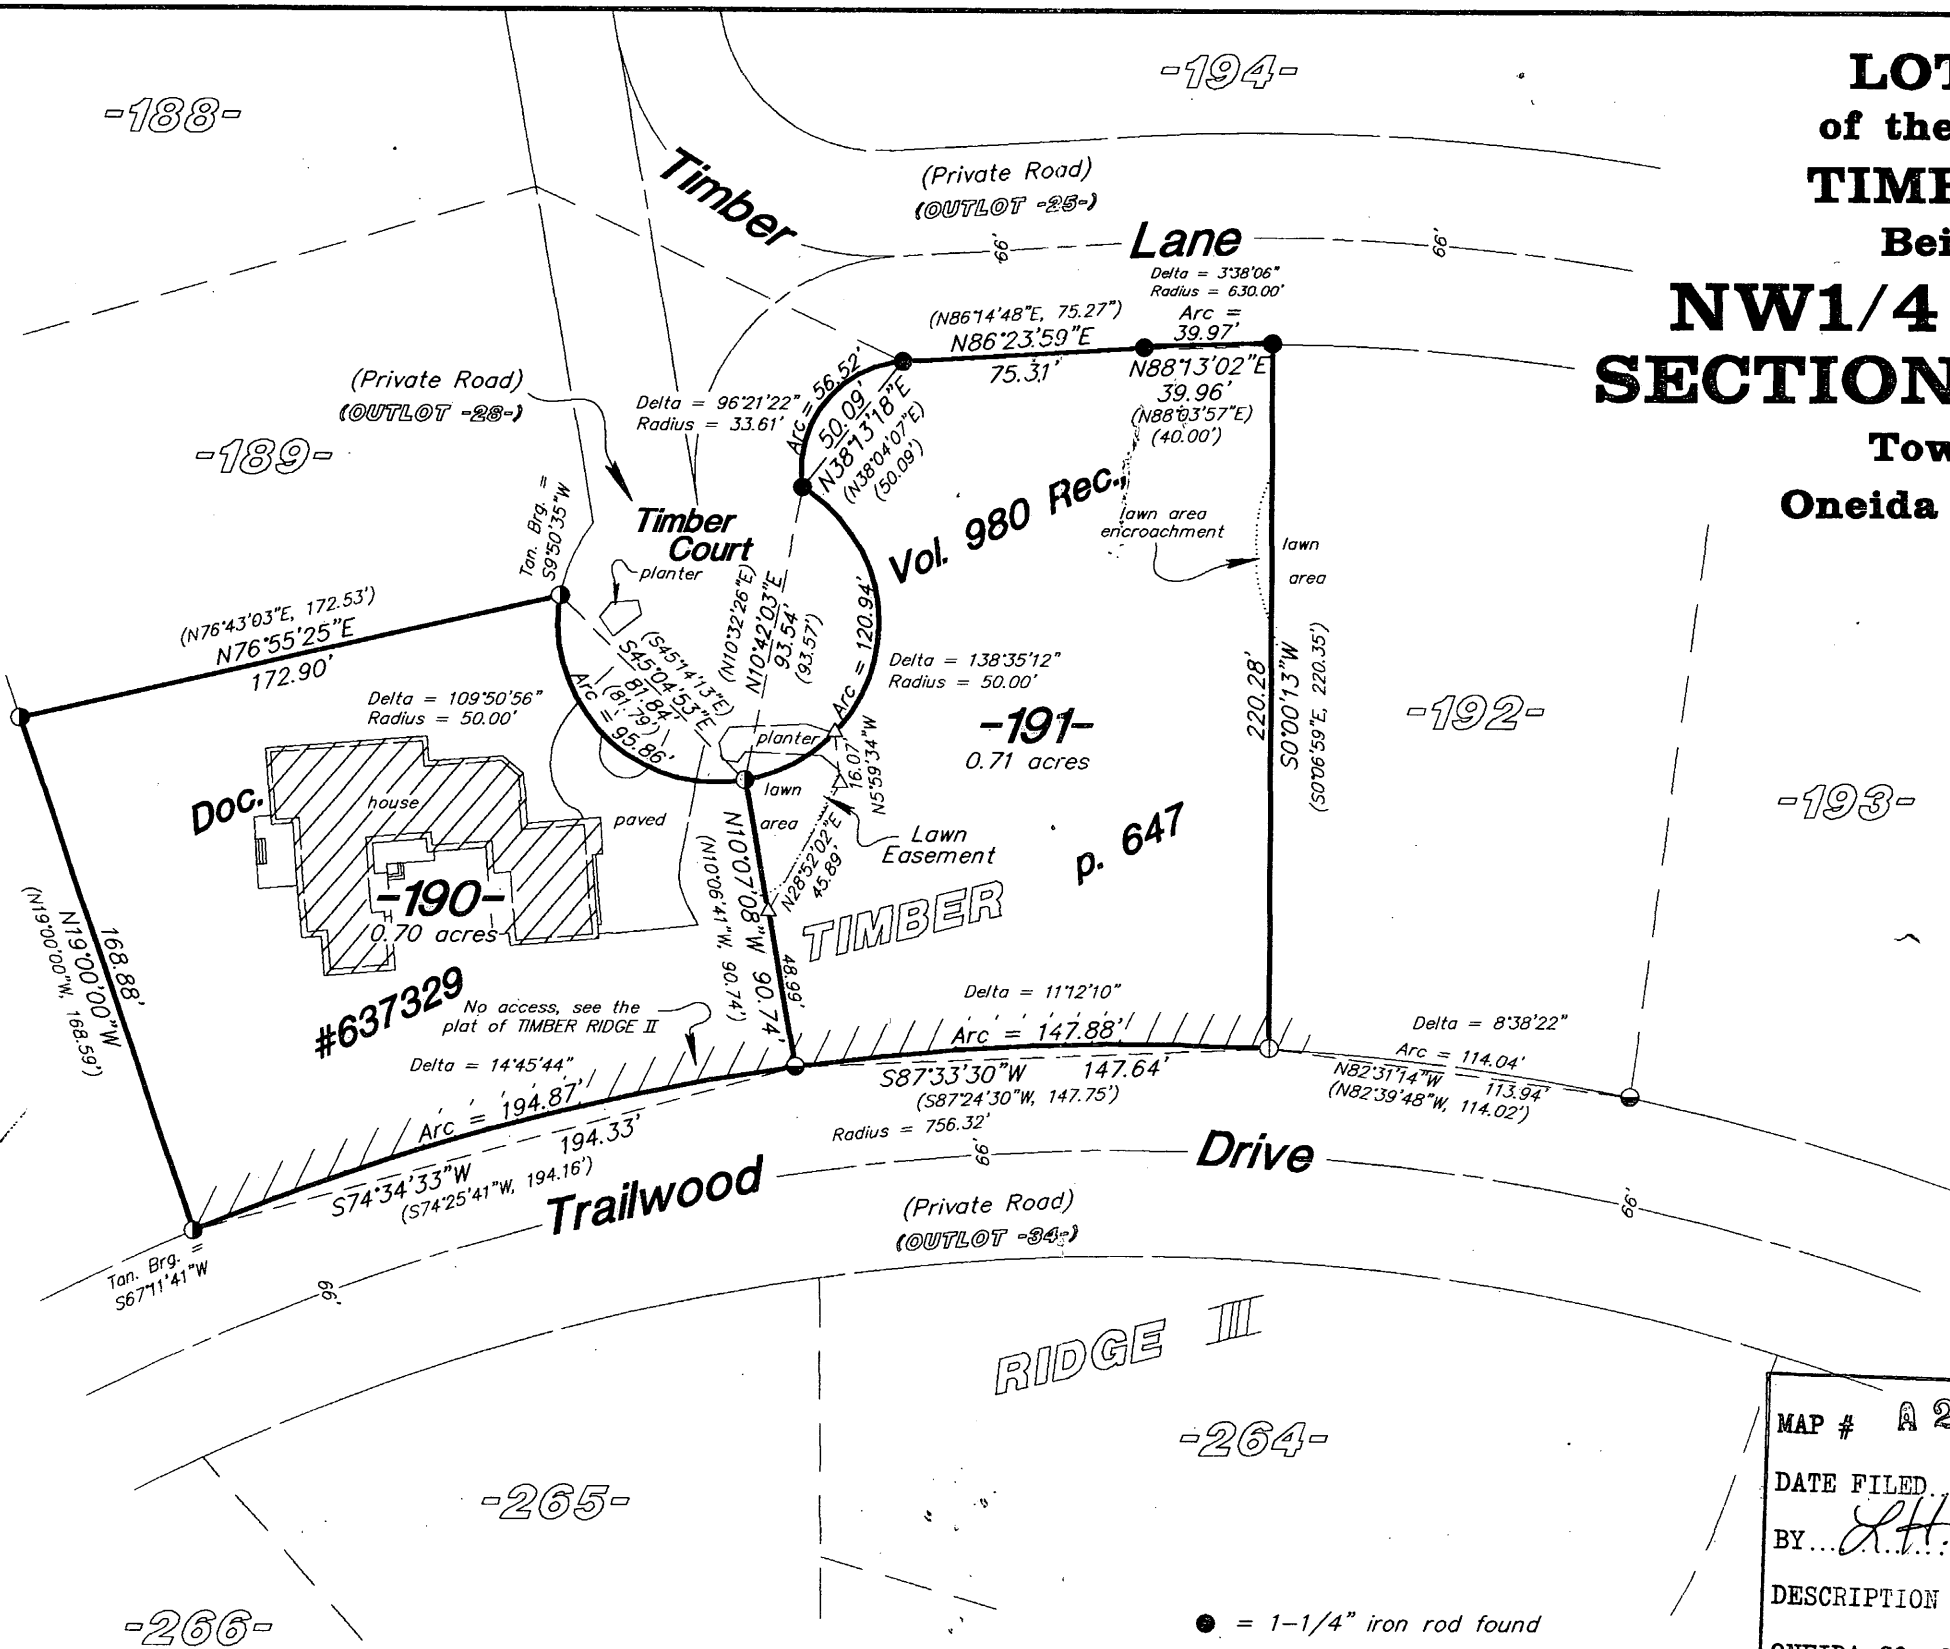 -188-
-194-
LOT
of the
TIMB
Bei
NW1/4
SECTION
Tow
Oneida
Timber
Lane
(Private Road)
(OUTLOT -25-)
66'
66'
Delta = 3°38'06"
Radius = 630.00'
Arc =
39.97'
(N86°14'48"E, 75.27")
N86°23'59"E
75.31'
N88°13'02"E
39.96'
(N88°03'57"E)
(40.00')
(Private Road)
(OUTLOT -28-)
Delta = 96°21'22"
Radius = 33.61'
Arc = 56.52'
50.09'
N38°13'18"E
(N38°04'07"E)
(50.09')
-189-
Tan. Brg. =
S9°50'35"W
Timber
Court
planter
Vol. 980 Rec.,
lawn area
encroachment
lawn
area
(N76°43'03"E, 172.53')
N76°55'25"E
172.90'
Delta = 109°50'56"
Radius = 50.00'
(S45°14'13"E)
S45°04'53"E
81.84'
(81.79')
Arc = 95.86'
(N10°32'26"E)
N10°42'03"E
93.54'
(93.57')
Arc = 120.94'
Delta = 138°35'12"
Radius = 50.00'
-191-
0.71 acres
220.28'
S0°00'13"W
(S0°06'59"E, 220.35')
-192-
-193-
planter
16.07'
N5°59'34"W
lawn
area
Lawn
Easement
N28°52'02"E
45.89'
p. 647
Doc.
house
paved
-190-
0.70 acres
#637329
168.88'
N19°00'00"W
(N19°00'00"W, 168.59')
N10°07'08"W 90.74'
(N10°06'41"W, 90.74')
48.99'
TIMBER
No access, see the
plat of TIMBER RIDGE II
Delta = 14°45'44"
Arc = 194.87'
194.33'
S74°34'33"W
(S74°25'41"W, 194.16')
Delta = 11°12'10"
Arc = 147.88'
S87°33'30"W 147.64'
(S87°24'30"W, 147.75')
Radius = 756.32'
Delta = 8°38'22"
Arc = 114.04'
N82°31'14"W 113.94'
(N82°39'48"W, 114.02')
Trailwood
Drive
66'
66'
66'
(Private Road)
(OUTLOT -34-)
Tan. Brg. =
S67°11'41"W
RIDGE III
-264-
-265-
-266-
MAP # A 2
DATE FILED..
BY...
DESCRIPTION
● = 1-1/4" iron rod found